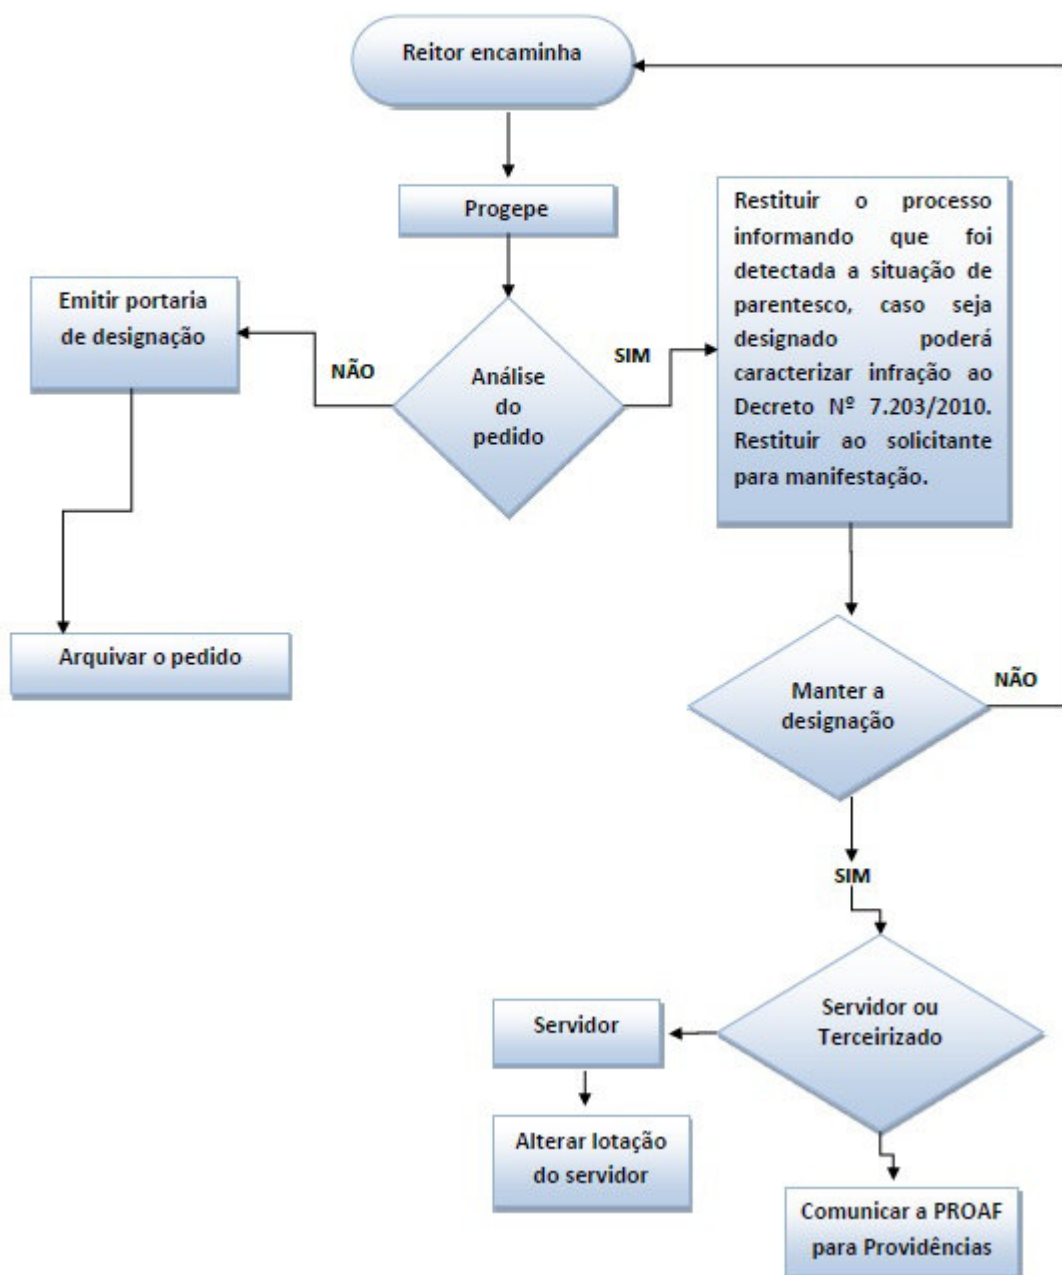 Reitor encaminha
Progepe
Restituir o processo
informando que foi
detectada a situação de
parentesco, caso seja
designado poderá
caracterizar infração ao
Decreto Nº 7.203/2010.
Restituir ao solicitante
para manifestação.
Emitir portaria
de designação
NÃO
Análise
do
pedido
SIM
Arquivar o pedido
Manter a
designação
NÃO
SIM
Servidor ou
Terceirizado
Servidor
Alterar lotação
do servidor
Comunicar a PROAF
para Providências